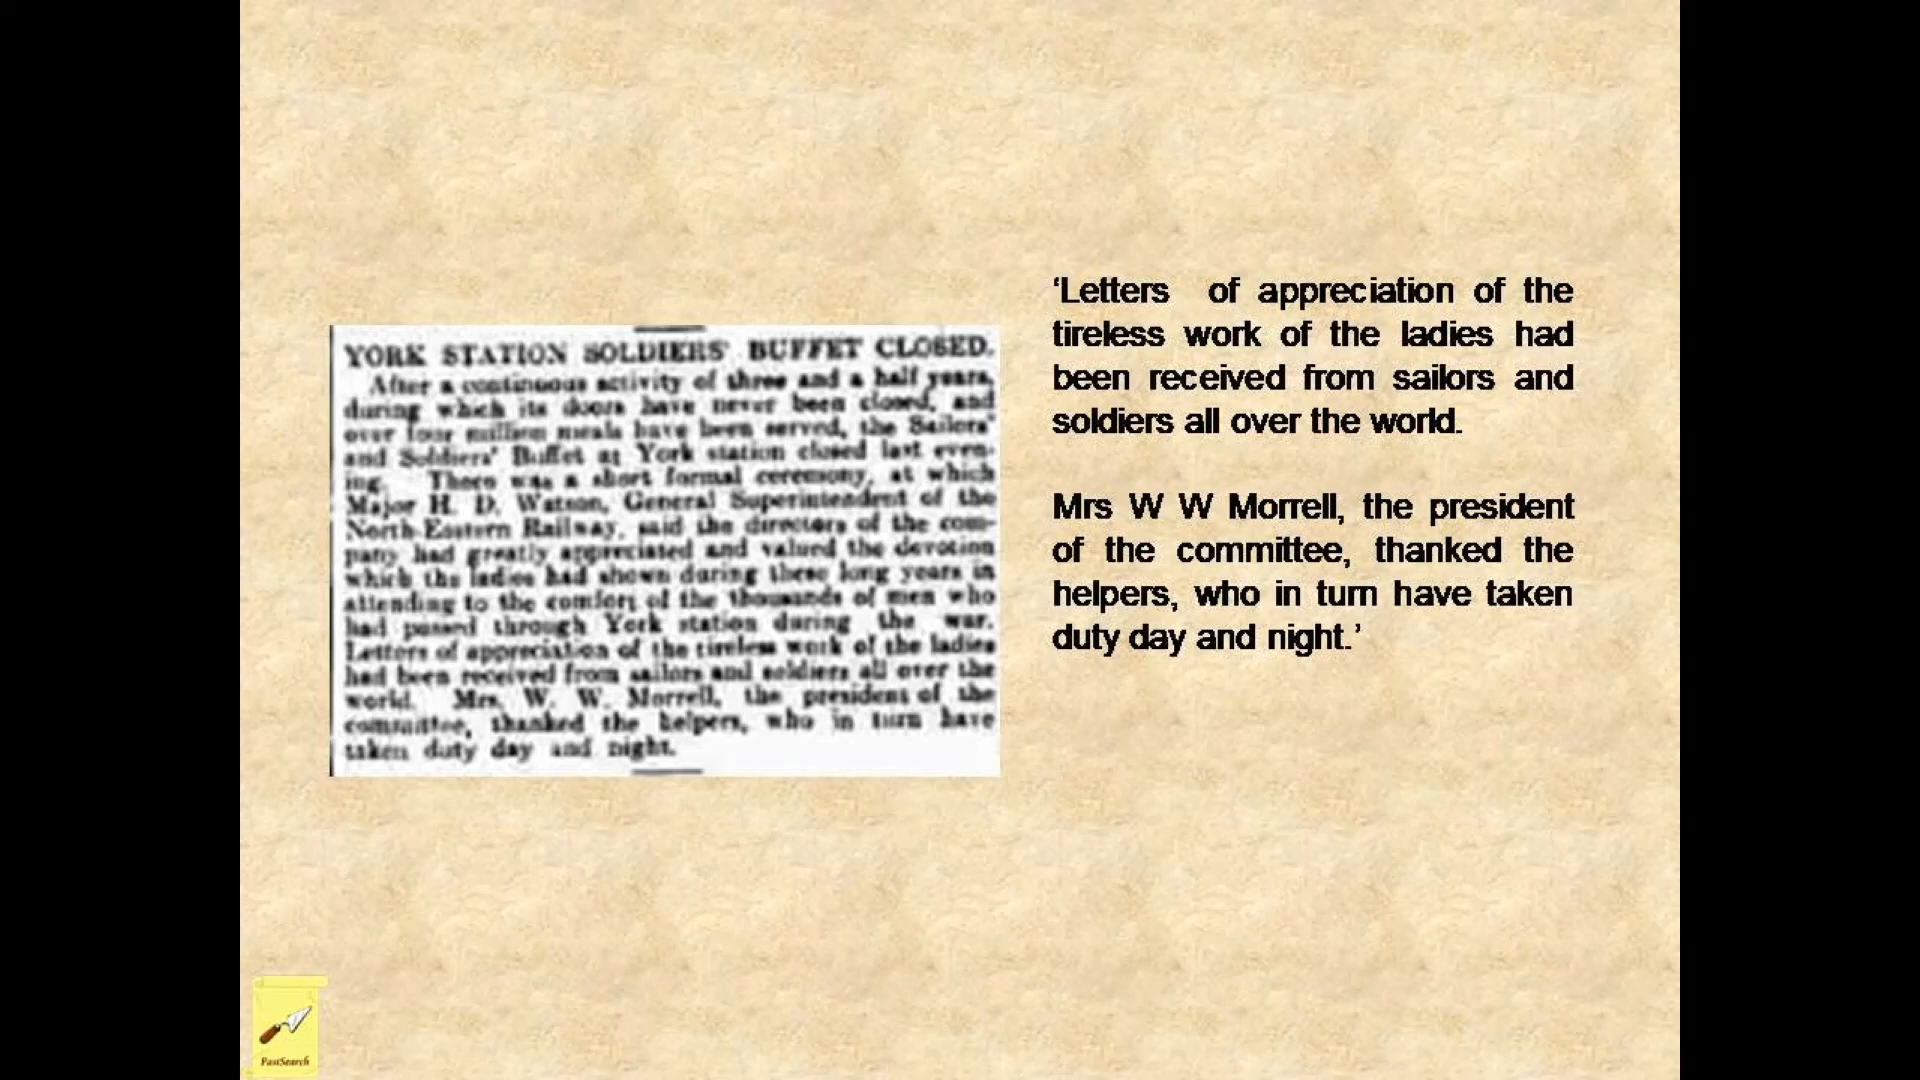 YORK STATION SOLDIERS' BUFFET CLOSED.
After a continuous activity of three and a half years,
during which its doors have never been closed, and
over four million meals have been served, the Sailors'
and Soldiers' Buffet at York station closed last even-
ing. There was a short formal ceremony, at which
Major H. D. Watson, General Superintendent of the
North-Eastern Railway, said the directors of the com-
pany had greatly appreciated and valued the devotion
which the ladies had shown during these long years in
attending to the comfort of the thousands of men who
had passed through York station during the war.
Letters of appreciation of the tireless work of the ladies
had been received from sailors and soldiers all over the
world. Mrs. W. W. Morrell, the president of the
committee, thanked the helpers, who in turn have
taken duty day and night.
‘Letters of appreciation of the
tireless work of the ladies had
been received from sailors and
soldiers all over the world.
Mrs W W Morrell, the president
of the committee, thanked the
helpers, who in turn have taken
duty day and night.’
PastSearch